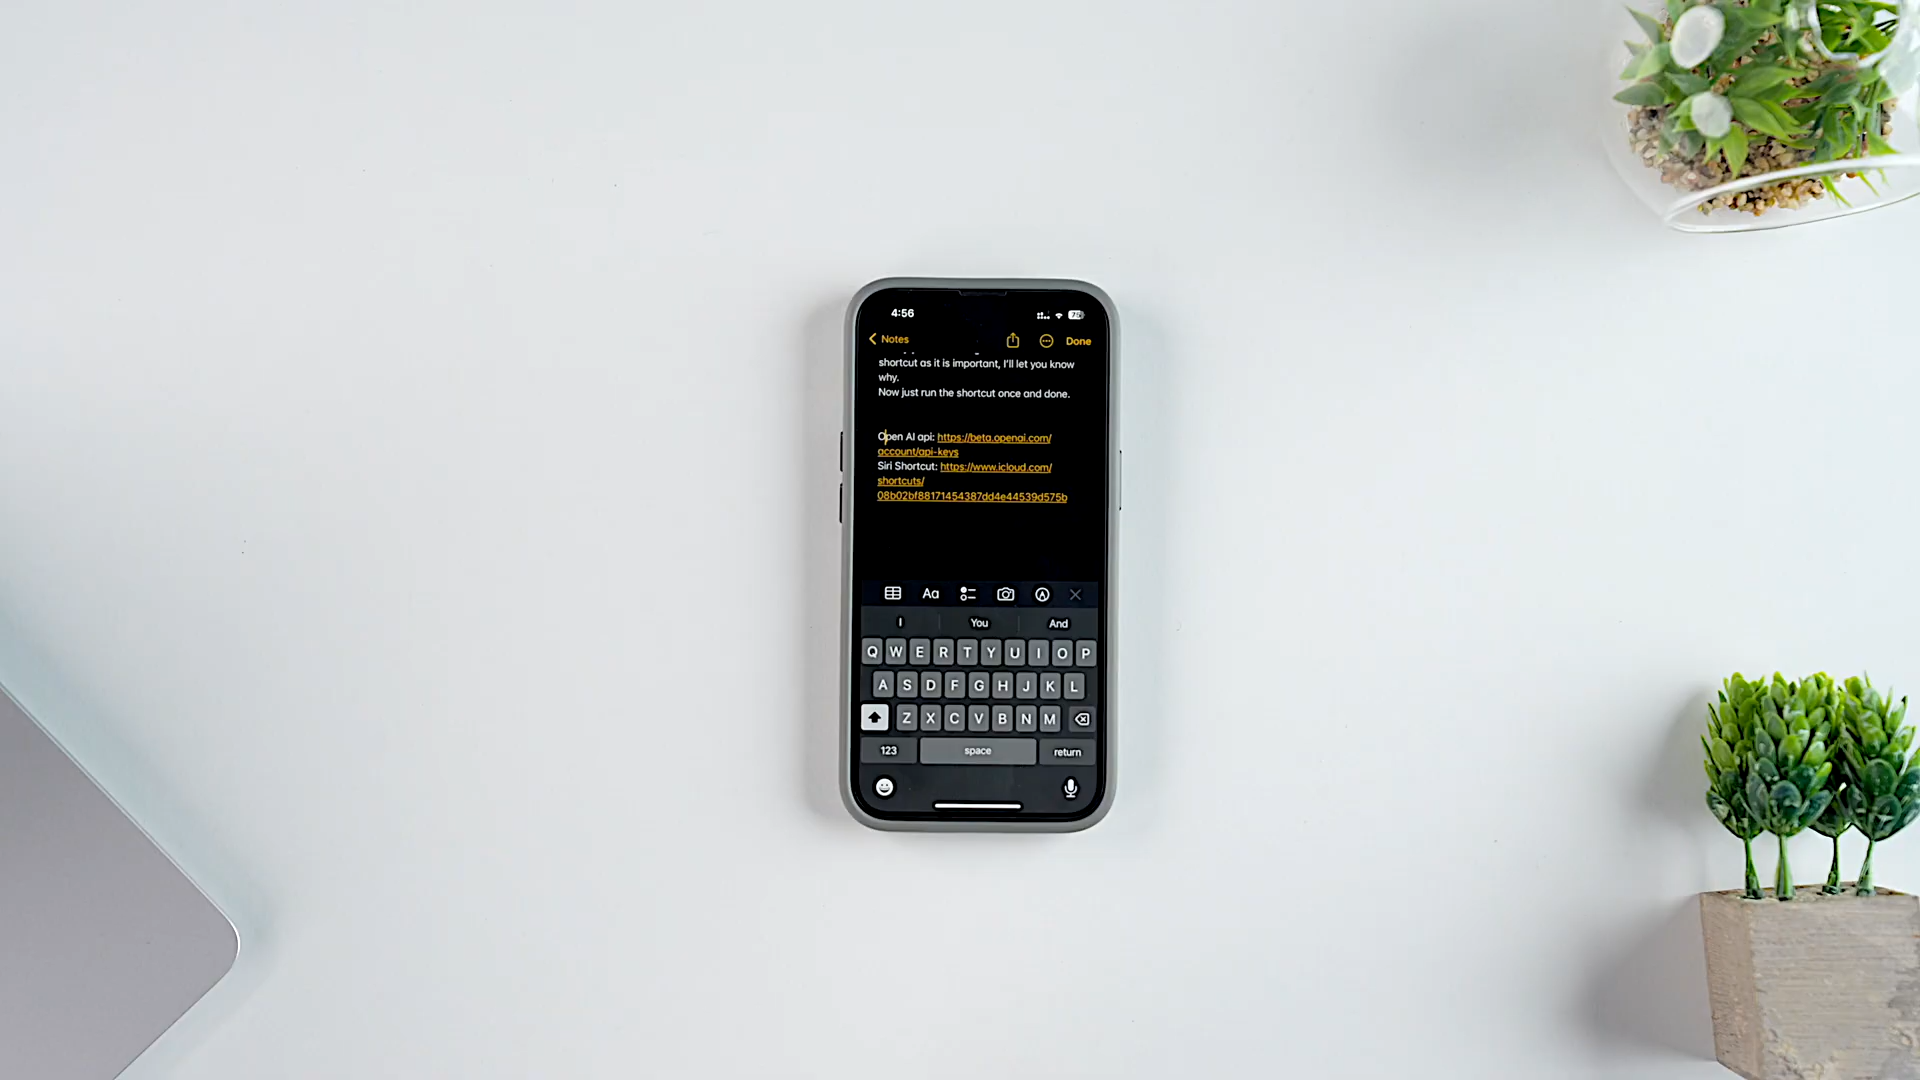 4:56
79
Notes
Done
shortcut as it is important, I'll let you know
why.
Now just run the shortcut once and done.
Open AI api: https://beta.openai.com/
account/api-keys
Siri Shortcut: https://www.icloud.com/
shortcuts/
08b02bf88171454387dd4e44539d575b
Aa
I You And
Q W E R T Y U I O P
A S D F G H J K L
Z X C V B N M
123 space return